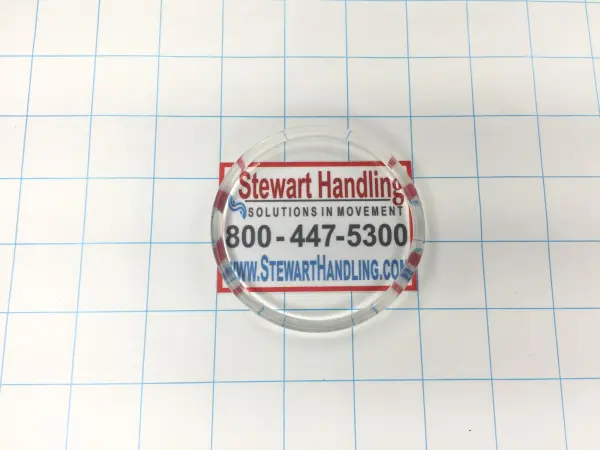 Stewart Handling
SOLUTIONS IN MOVEMENT
800-447-5300
www.StewartHandling.com